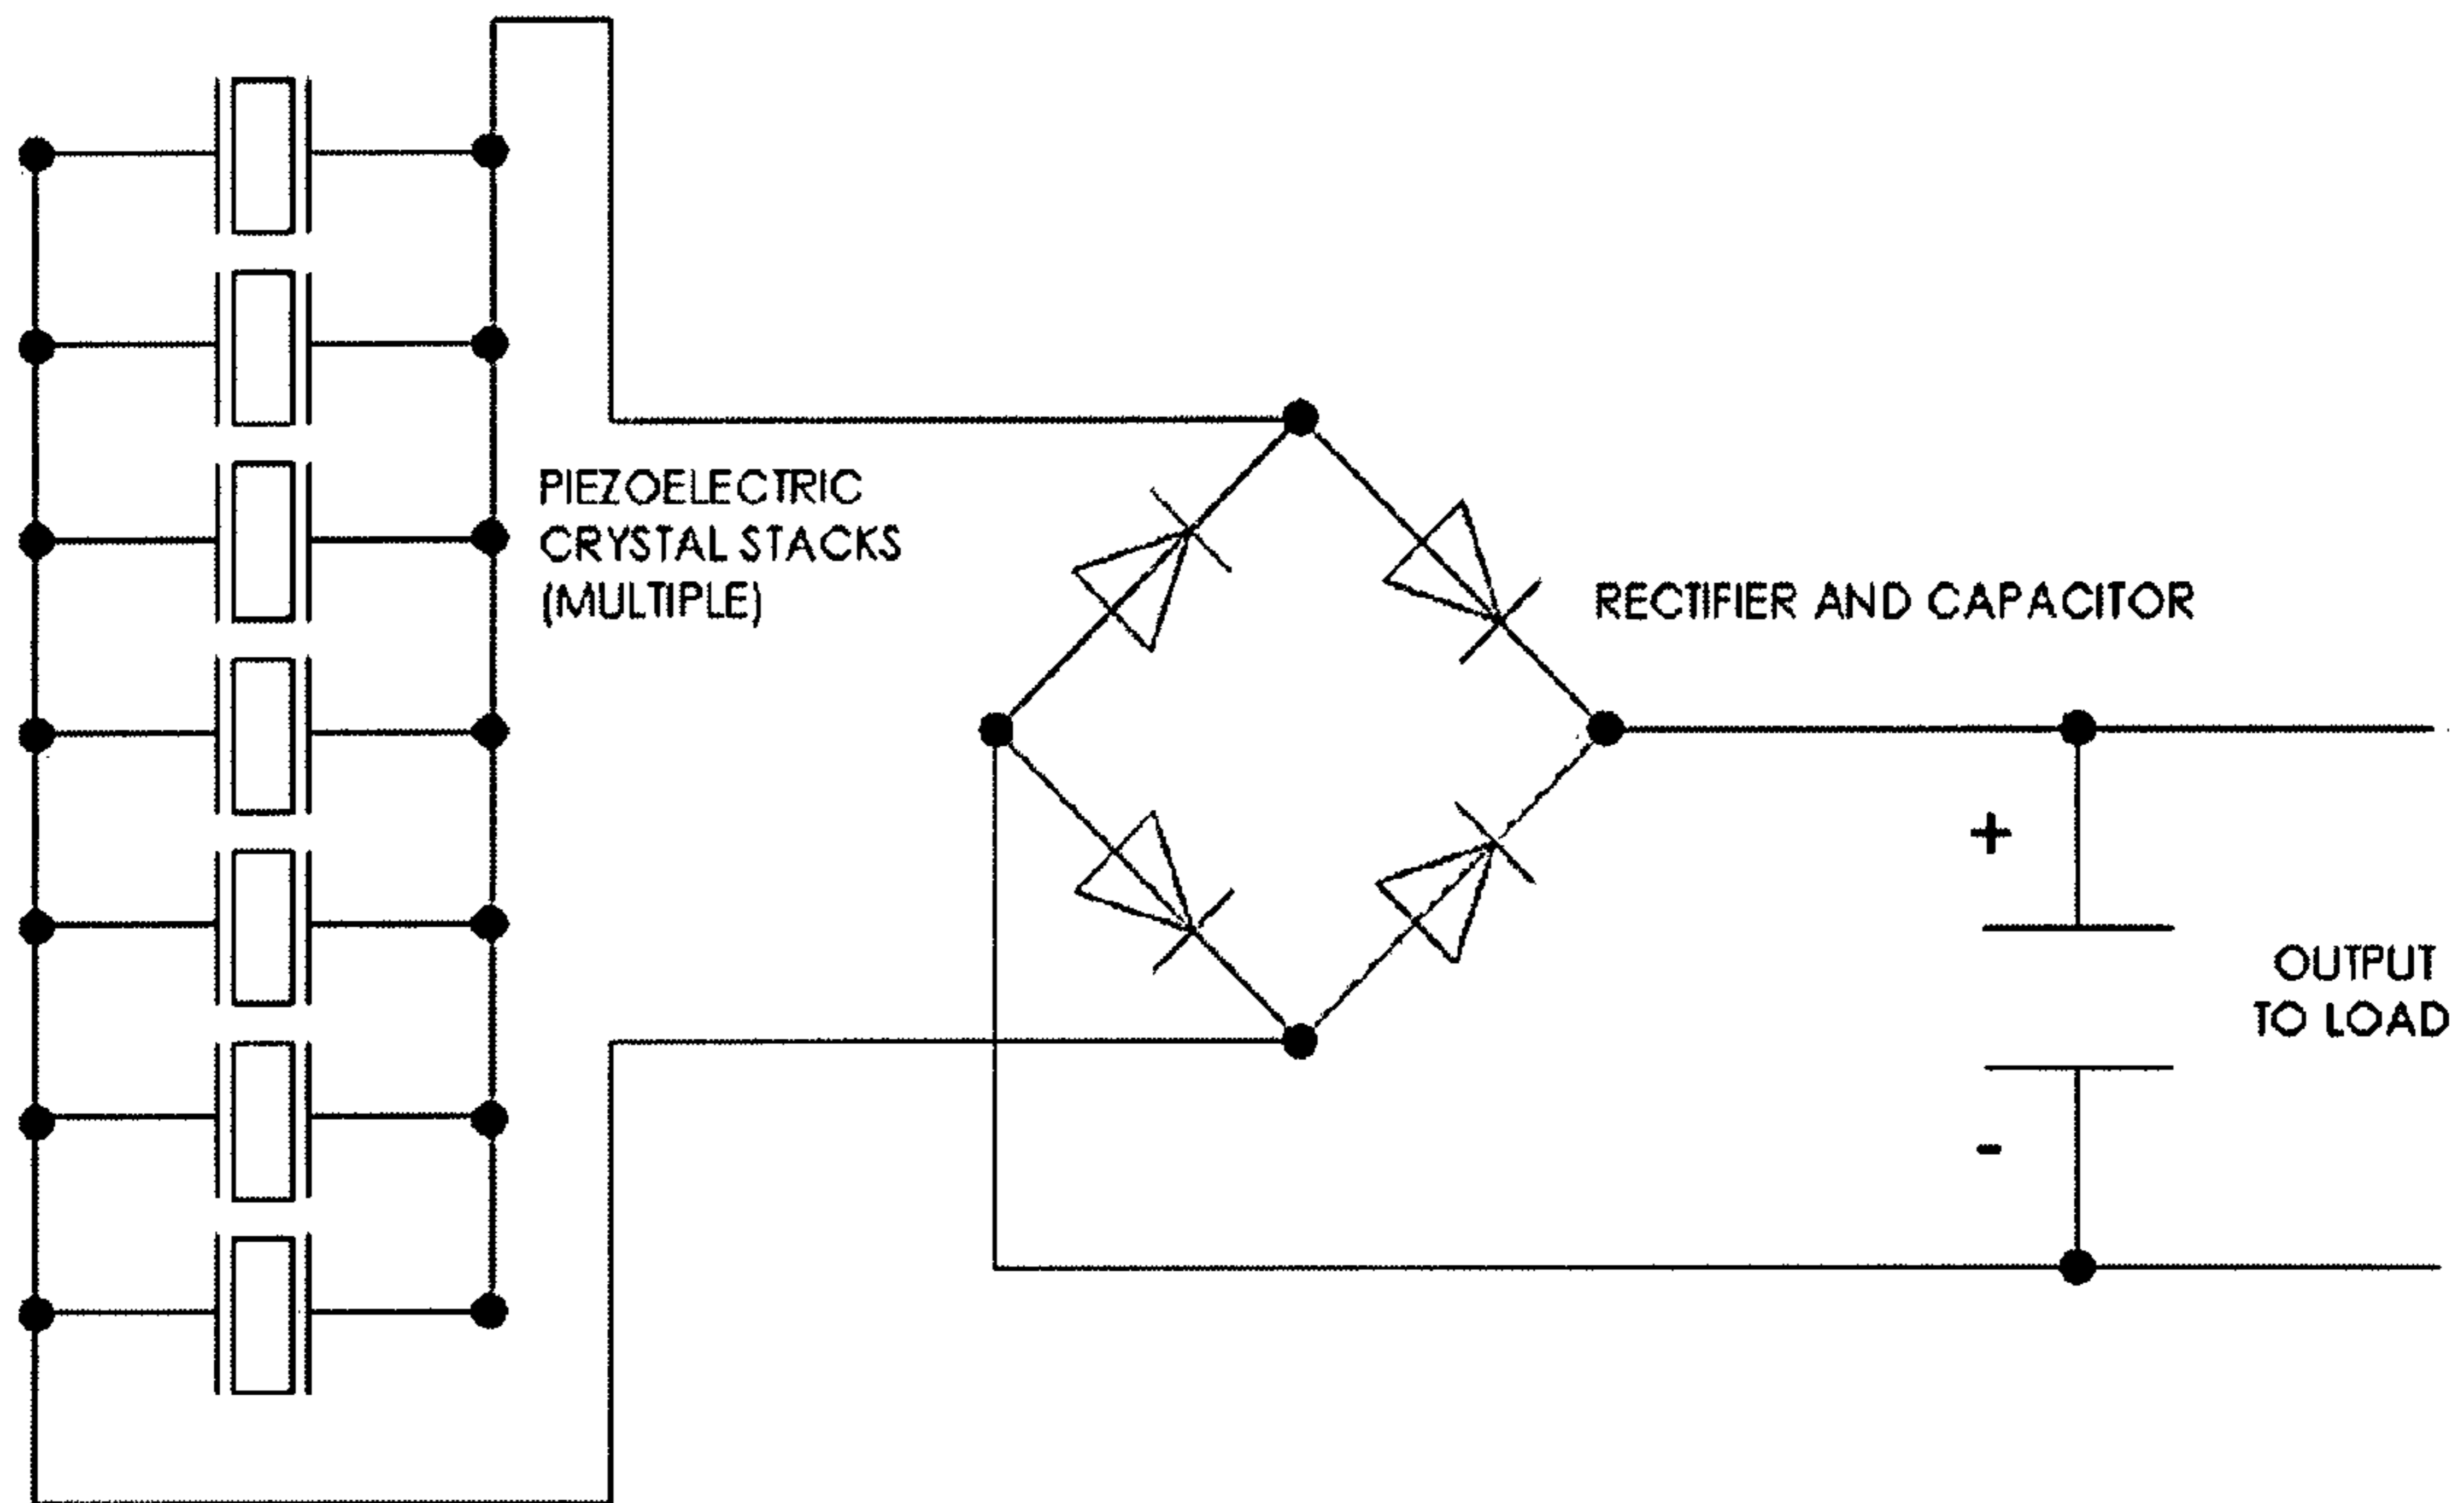 PIEZOELECTRIC
CRYSTAL STACKS
(MULTIPLE)
RECTIFIER AND CAPACITOR
+
OUTPUT
TO LOAD
-